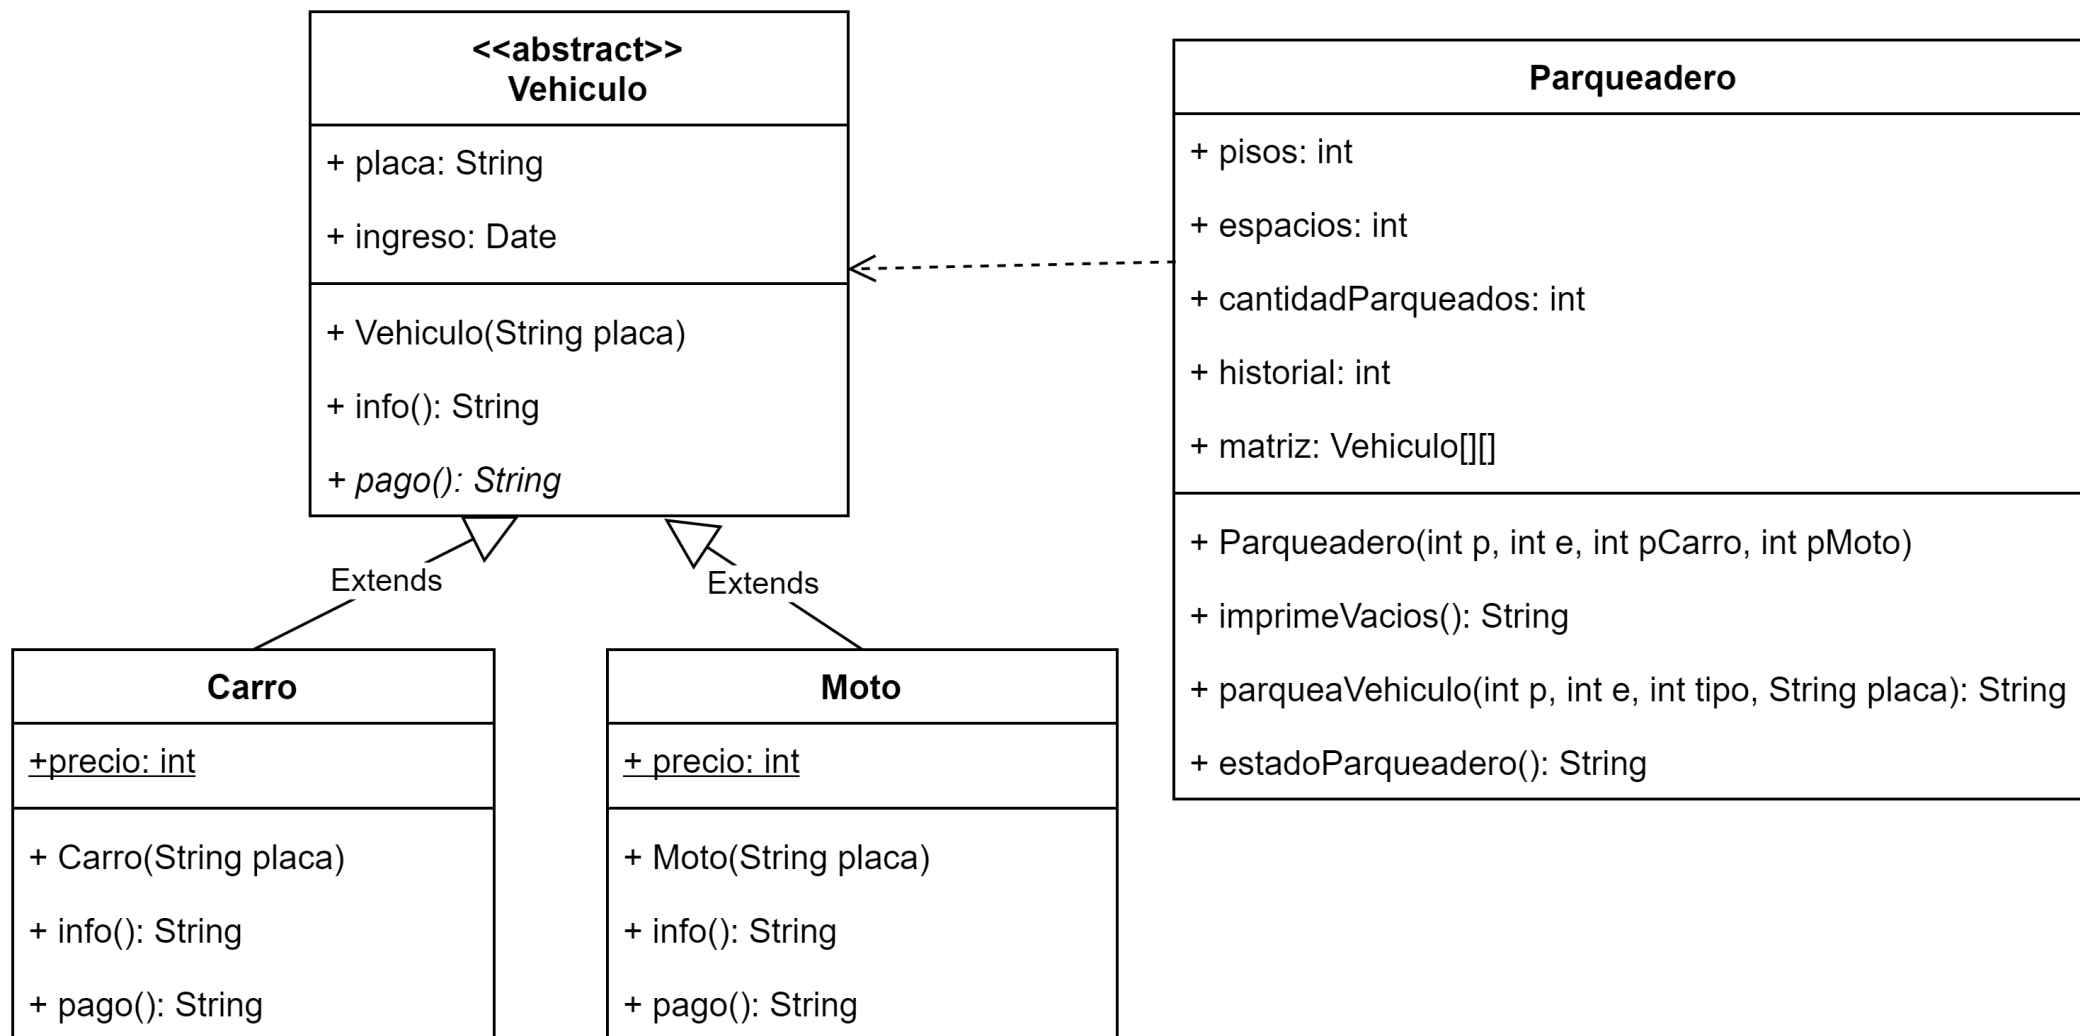 <<abstract>>
Vehiculo
+ placa: String
+ ingreso: Date
+ Vehiculo(String placa)
+ info(): String
+ pago(): String
Parqueadero
+ pisos: int
+ espacios: int
+ cantidadParqueados: int
+ historial: int
+ matriz: Vehiculo[][]
+ Parqueadero(int p, int e, int pCarro, int pMoto)
+ imprimeVacios(): String
+ parqueaVehiculo(int p, int e, int tipo, String placa): String
+ estadoParqueadero(): String
Extends
Extends
Carro
+precio: int
+ Carro(String placa)
+ info(): String
+ pago(): String
Moto
+ precio: int
+ Moto(String placa)
+ info(): String
+ pago(): String